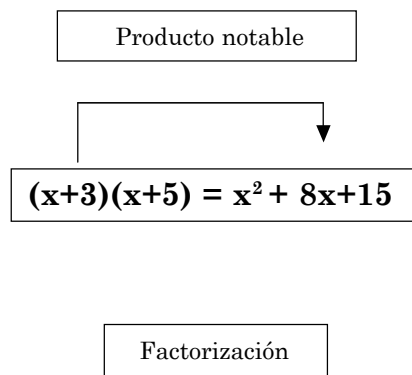 Producto notable
(x+3)(x+5) = x² + 8x+15
Factorización